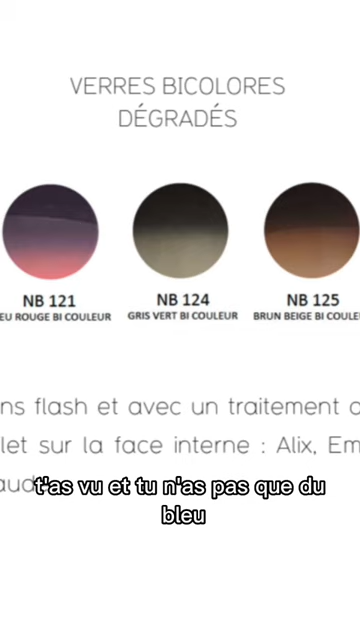 VERRES BICOLORES
DÉGRADÉS
NB 121
NB 124
NB 125
EU ROUGE BI COULEUR
GRIS VERT BI COULEUR
BRUN BEIGE BI COULE
ns flash et avec un traitement
let sur la face interne : Alix, Em
aud
t'as vu et tu n'as pas que du
bleu